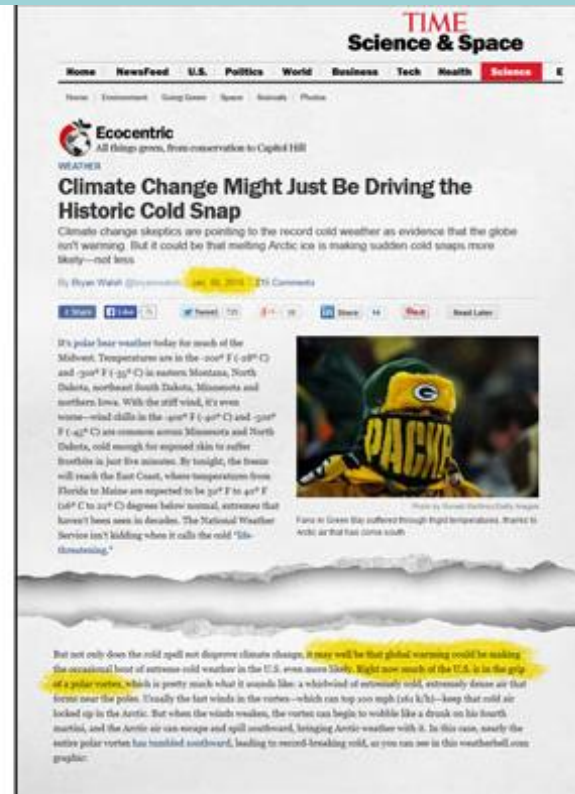 TIME
Science & Space
Home NewsFeed U.S. Politics World Business Tech Health Science E
Home Environment Going Green Space Animals Photos
Ecocentric
All things green, from conservation to Capitol Hill
WEATHER
Climate Change Might Just Be Driving the
Historic Cold Snap
Climate change skeptics are pointing to the record cold weather as evidence that the globe
isn't warming. But it could be that melting Arctic ice is making sudden cold snaps more
likely—not less
By Bryan Walsh Comments
Share Like Tweet Share Pin it Read Later
It's polar bear weather today for much of the
Midwest. Temperatures are in the
and in eastern Montana, North
Dakota, northeast South Dakota, Minnesota and
northern Iowa. With the stiff wind, it's even
worse—wind chills in the
are common across Minnesota and North
Dakota, cold enough for exposed skin to suffer
frostbite in just five minutes. By tonight, the freeze
will reach the East Coast, where temperatures from
Florida to Maine are expected to be
degrees below normal, extremes that
haven't been seen in decades. The National Weather
Service isn't kidding when it calls the cold "life-
threatening."
G
PACKE
Fans in Green Bay suffered through frigid temperatures, thanks to
Arctic air that has come south
But not only does the cold spell not disprove climate change, it may well be that global warming could be making
the occasional bout of extreme cold weather in the U.S. even more likely. Right now much of the U.S. is in the grip
of a polar vortex, which is pretty much what it sounds like: a whirlwind of extremely cold, extremely dense air that
forms near the poles. Usually the fast winds in the vortex—which can top 100 mph (161 k/h)—keep that cold air
locked up in the Arctic. But when the winds weaken, the vortex can begin to wobble like a drunk on his fourth
martini, and the Arctic air can escape and spill southward, bringing Arctic weather with it. In this case, nearly the
entire polar vortex has tumbled southward, leading to record-breaking cold, as you can see in this weatherbell.com
graphic: